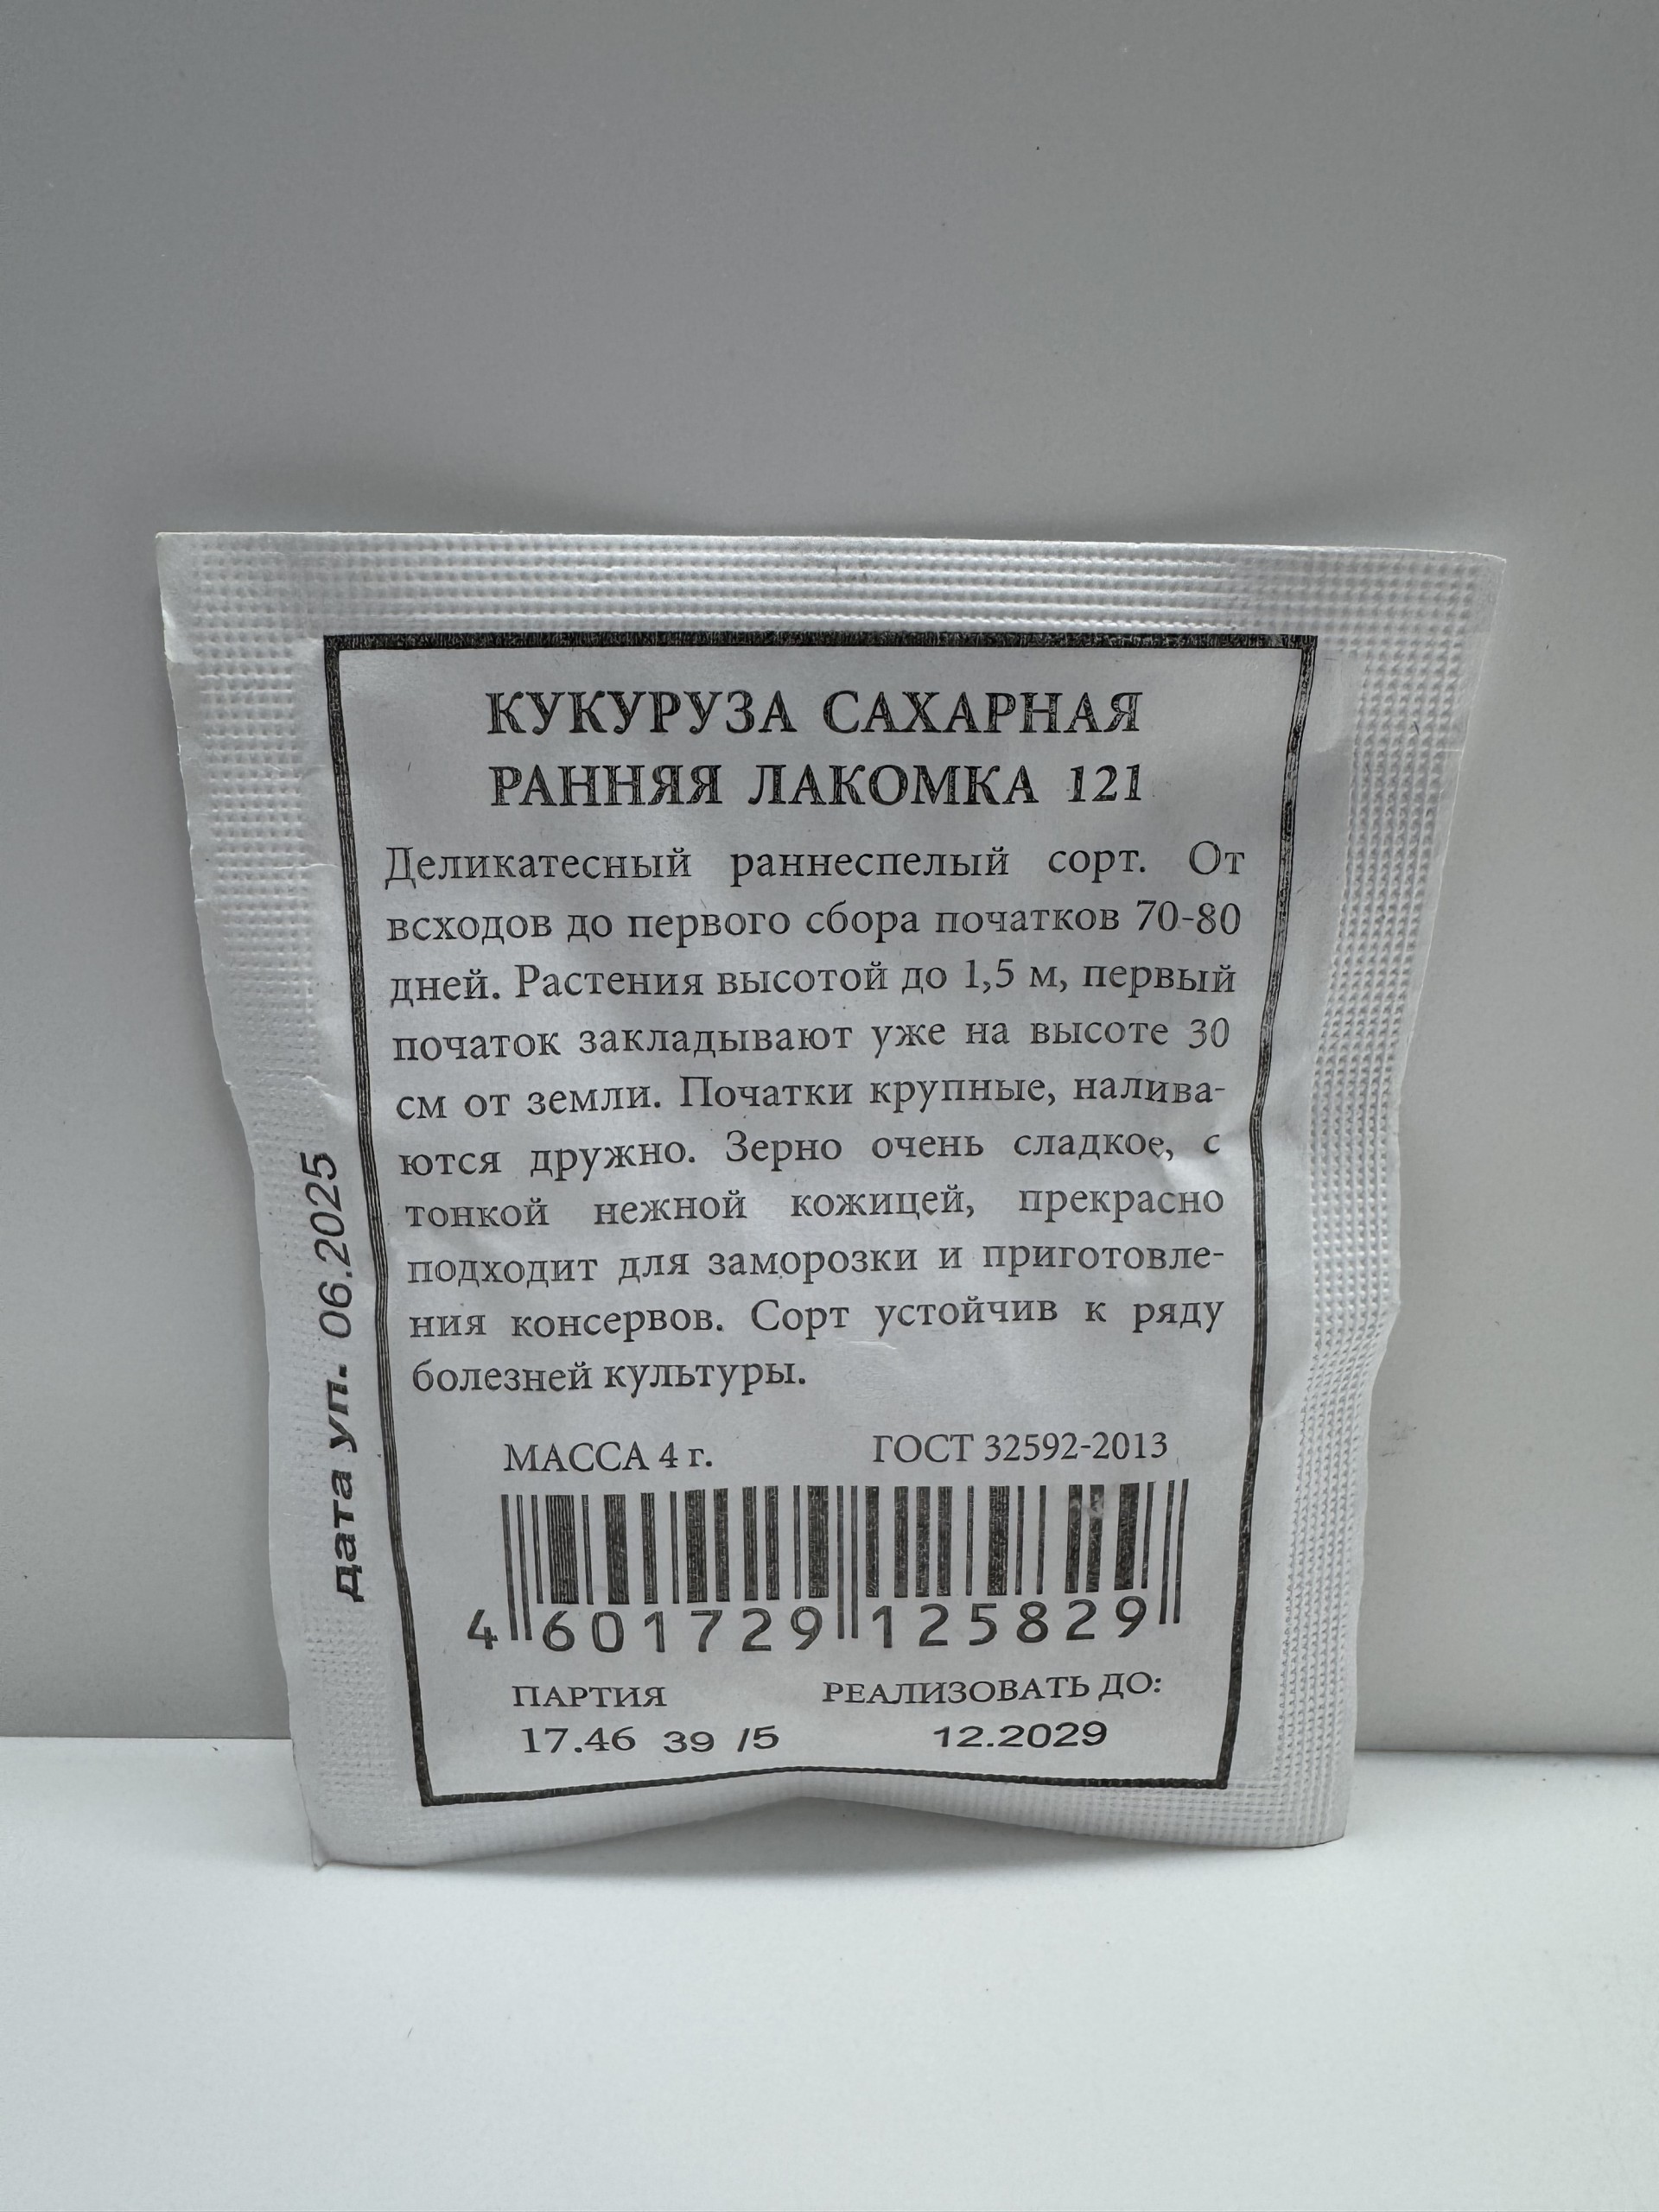 КУКУРУЗА САХАРНАЯ
РАННЯЯ ЛАКОМКА 121
Деликатесный раннеспелый сорт. От
всходов до первого сбора початков 70-80
дней. Растения высотой до 1,5 м, первый
початок закладывают уже на высоте 30
см от земли. Початки крупные, налива-
ются дружно. Зерно очень сладкое, с
тонкой нежной кожицей, прекрасно
подходит для заморозки и приготовле-
ния консервов. Сорт устойчив к ряду
болезней культуры.
МАССА 4 г. ГОСТ 32592-2013
4 601729 125829
ПАРТИЯ РЕАЛИЗОВАТЬ ДО:
17.46 39 /5 12.2029
дата уп. 06.2025